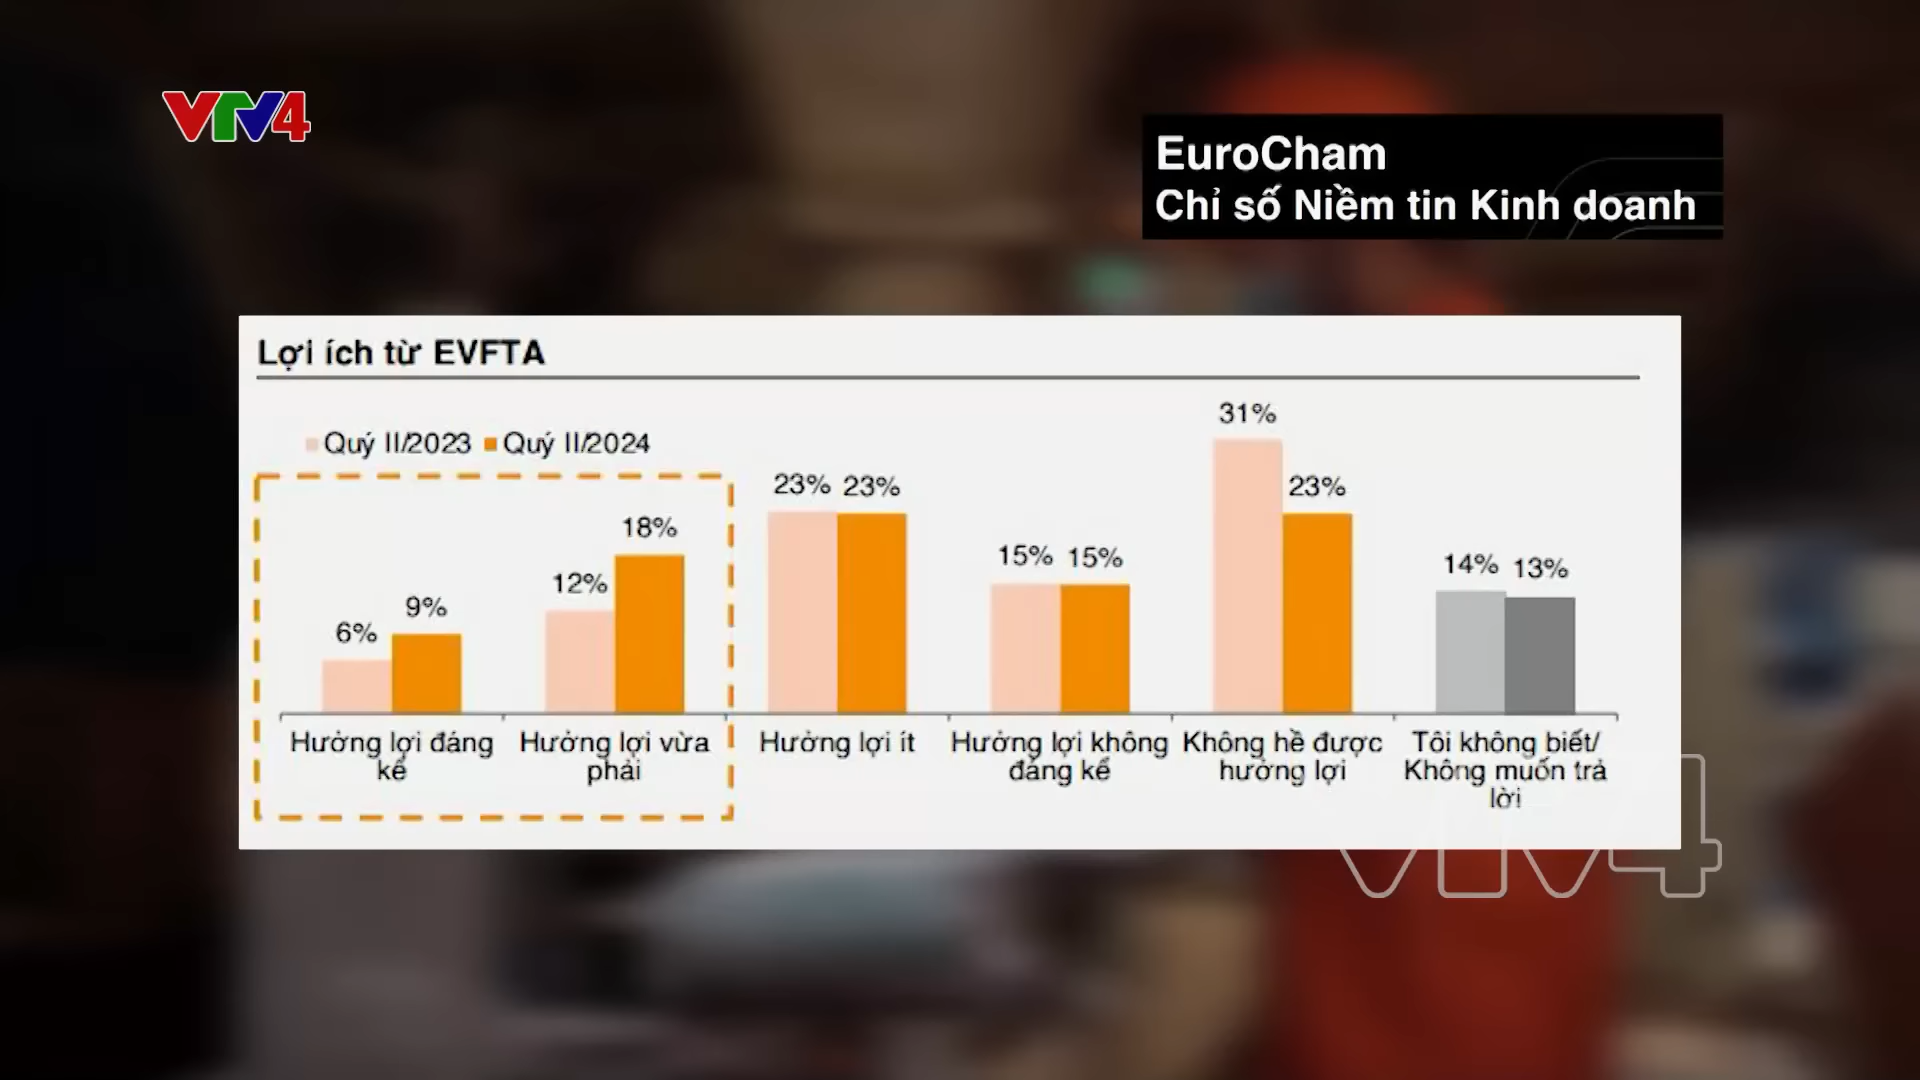 VTV4
EuroCham
Chỉ số Niềm tin Kinh doanh
Lợi ích từ EVFTA
Quý II/2023 Quý II/2024
6% 9% 12% 18% 23% 23% 15% 15% 31% 23% 14% 13%
Hưởng lợi đáng
kể
Hưởng lợi vừa
phải
Hưởng lợi ít
Hưởng lợi không
đáng kể
Không hề được
hưởng lợi
Tôi không biết/
Không muốn trả
lời
VTV4